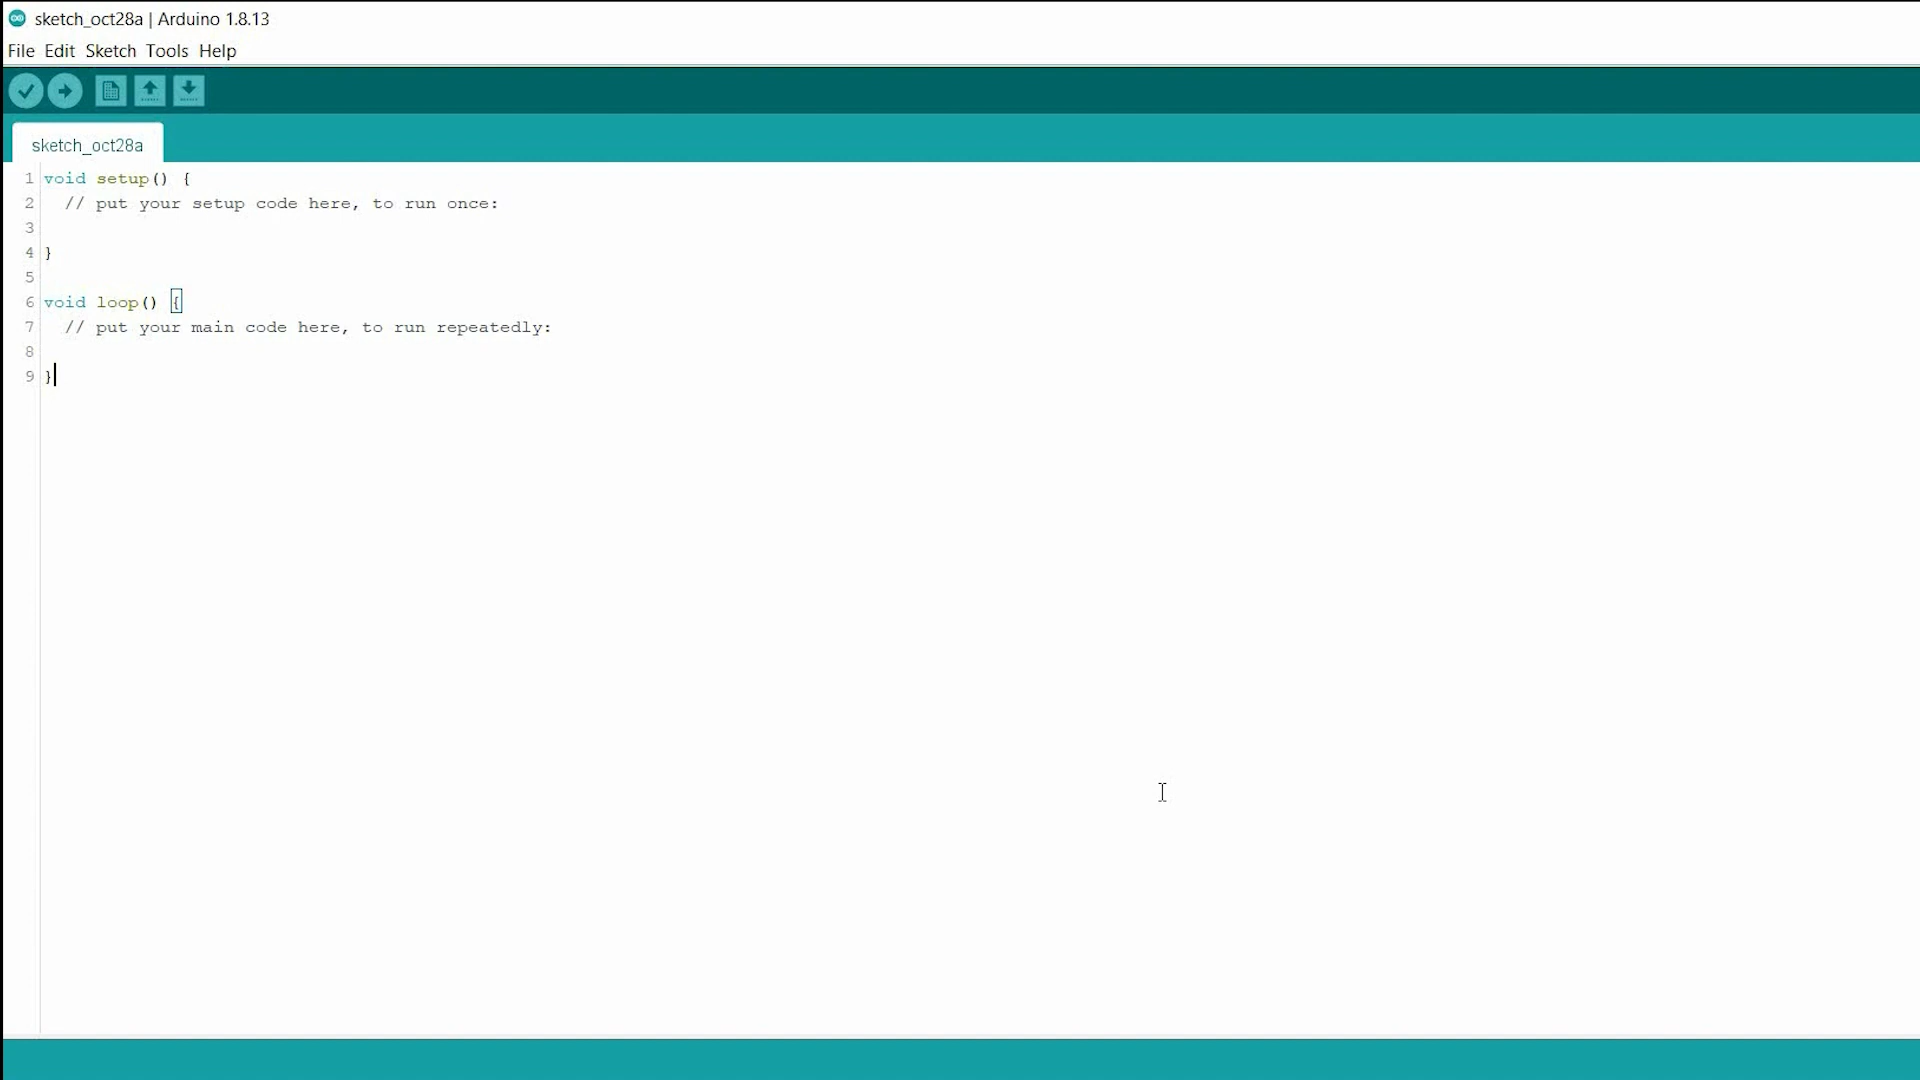 sketch_oct28a | Arduino 1.8.13
File Edit Sketch Tools Help
sketch_oct28a
1 void setup() {
2   // put your setup code here, to run once:
3
4 }
5
6 void loop() {
7   // put your main code here, to run repeatedly:
8
9 }